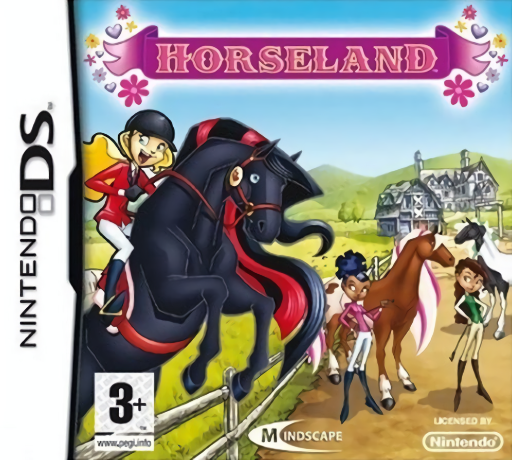 HORSELAND
NINTENDO DS
3+
www.pegi.info
MINDSCAPE
LICENSED BY
Nintendo